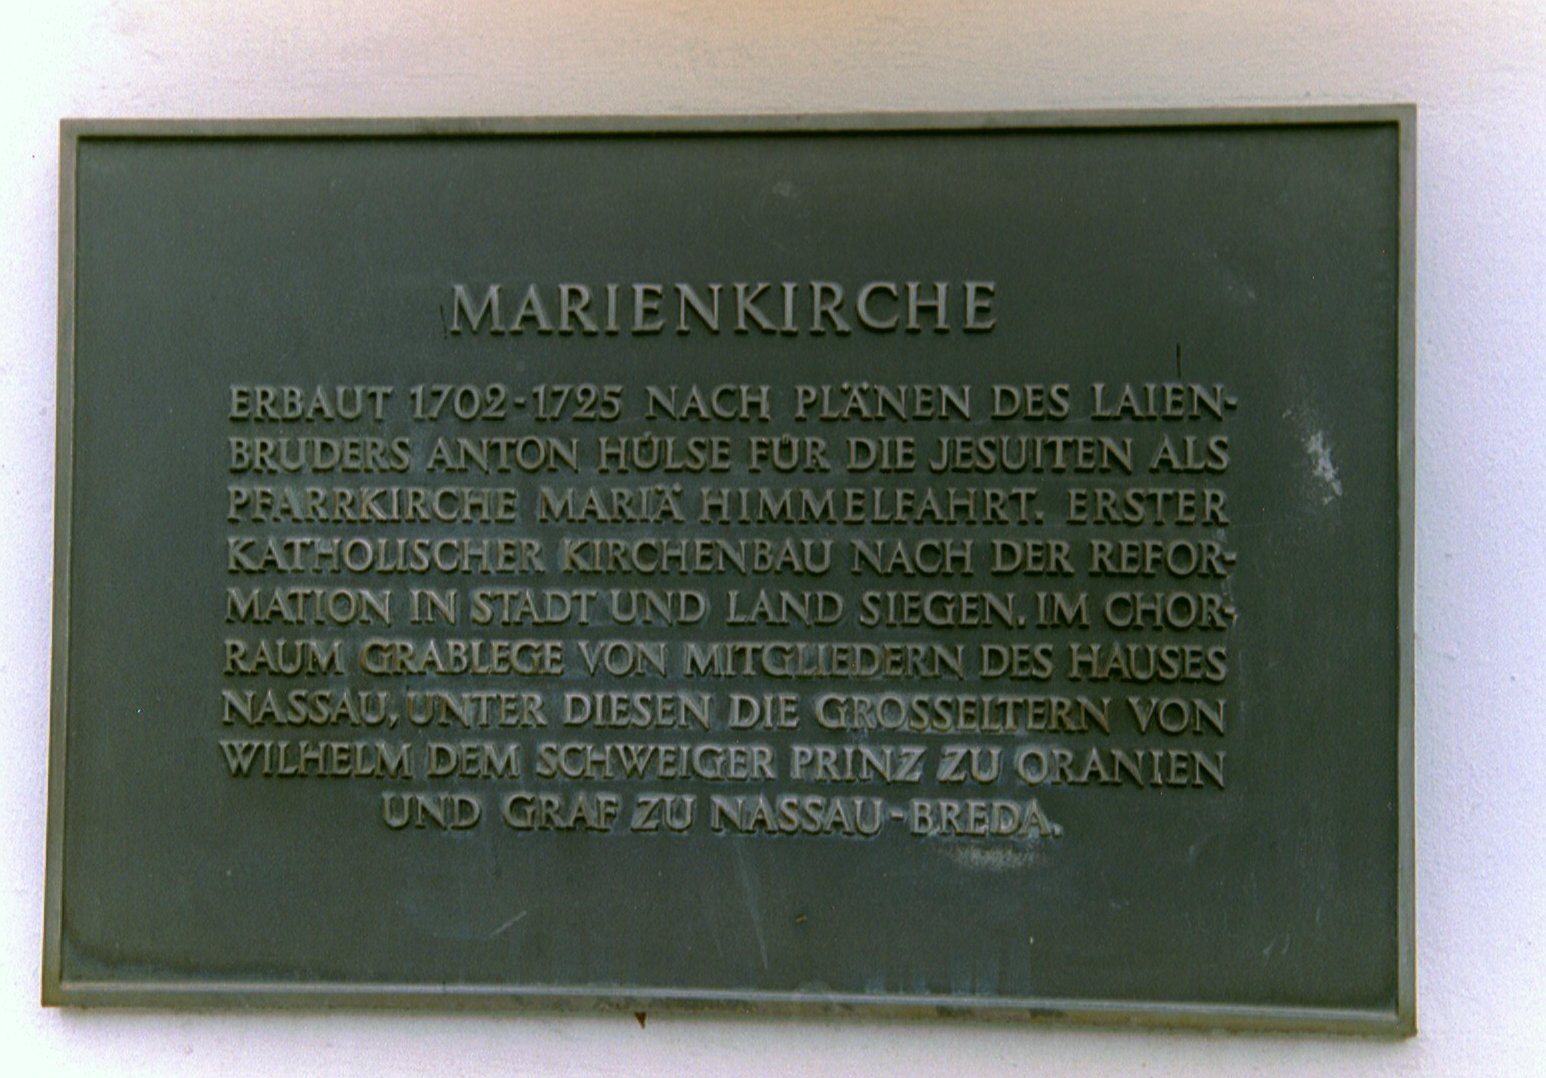 MARIENKIRCHE
ERBAUT 1702-1725 NACH PLÄNEN DES LAIEN-
BRUDERS ANTON HÜLSE FÜR DIE JESUITEN ALS
PFARRKIRCHE MARIÄ HIMMELFAHRT. ERSTER
KATHOLISCHER KIRCHENBAU NACH DER REFOR-
MATION IN STADT UND LAND SIEGEN. IM CHOR-
RAUM GRABLEGE VON MITGLIEDERN DES HAUSES
NASSAU, UNTER DIESEN DIE GROSSELTERN VON
WILHELM DEM SCHWEIGER PRINZ ZU ORANIEN
UND GRAF ZU NASSAU-BREDA.